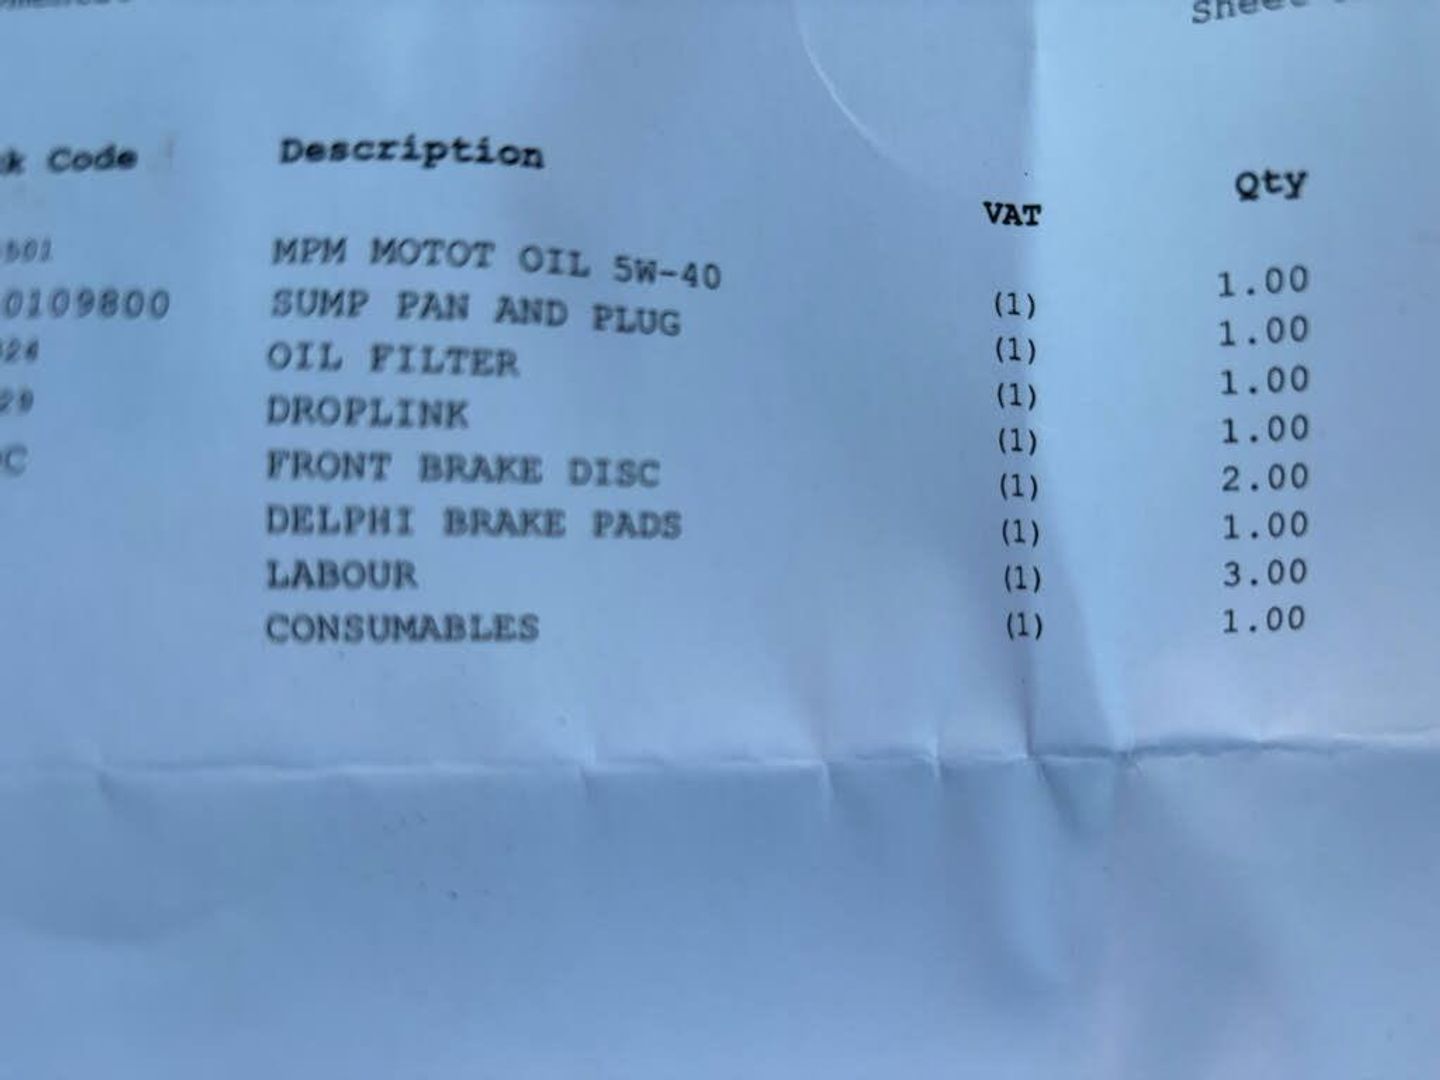 k Code Description VAT Qty
501 MPM MOTOT OIL 5W-40 (1) 1.00
0109800 SUMP PAN AND PLUG (1) 1.00
OIL FILTER (1) 1.00
29 DROPLINK (1) 1.00
C FRONT BRAKE DISC (1) 2.00
DELPHI BRAKE PADS (1) 1.00
LABOUR (1) 3.00
CONSUMABLES (1) 1.00